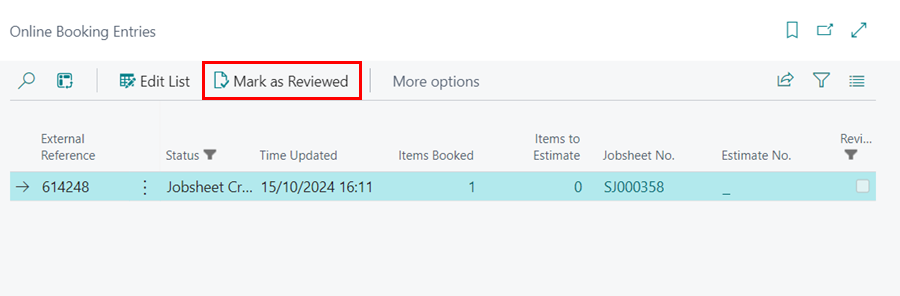 Online Booking Entries
Edit List Mark as Reviewed More options
External Reference Status Time Updated Items Booked Items to Estimate Jobsheet No. Estimate No. Revi...
614248 Jobsheet Cr... 15/10/2024 16:11 1 0 SJ000358 _